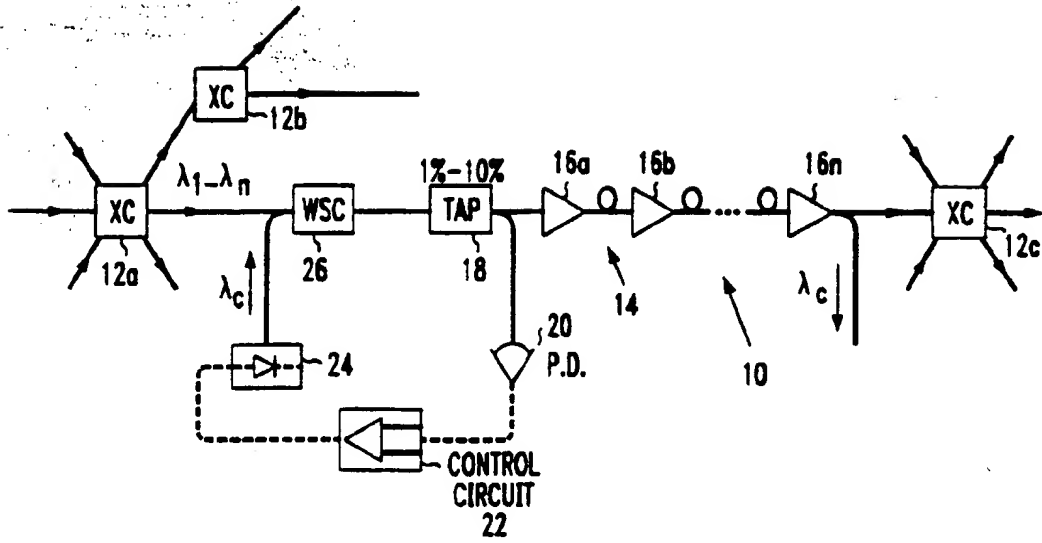 XC
12b
1%-10%
16a
16b
16n
XC
λ1-λn
WSC
TAP
XC
12a
26
18
12c
λc
14
λc
20
P.D.
24
10
CONTROL
CIRCUIT
22